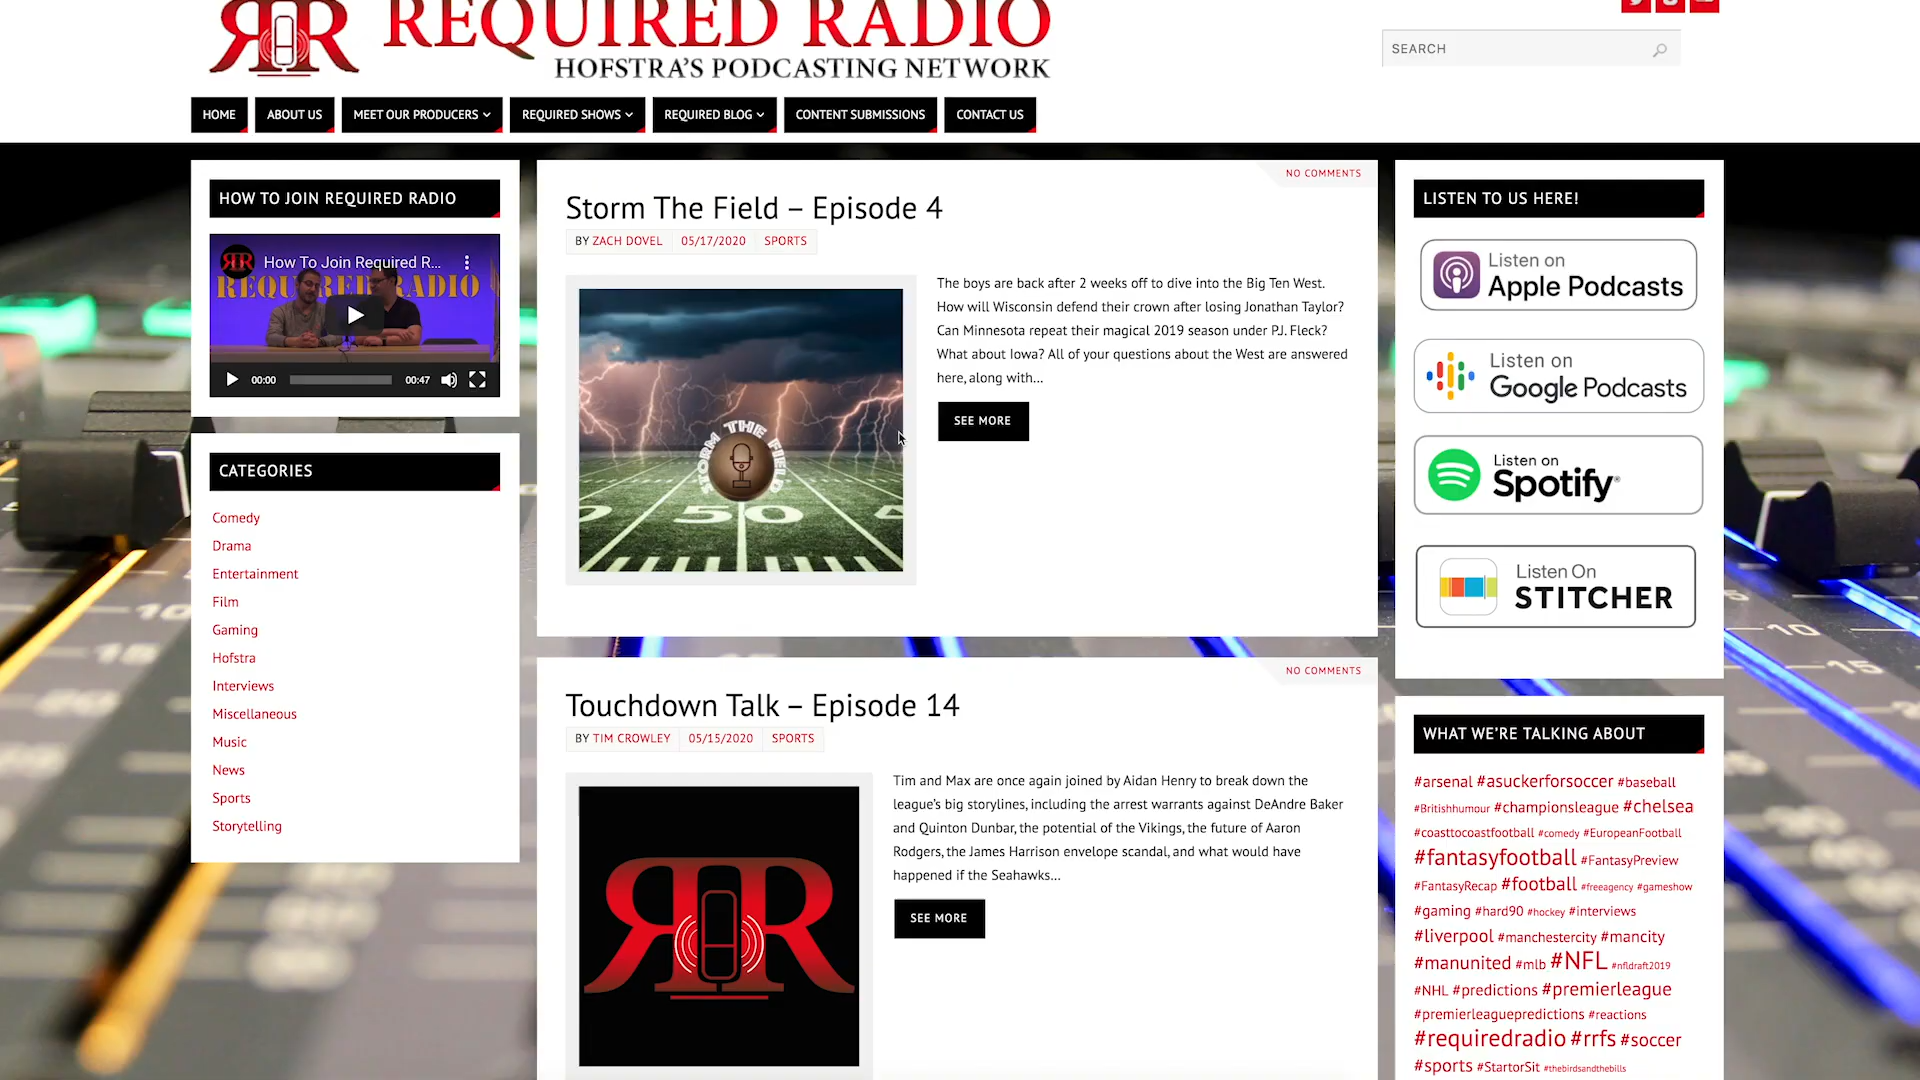 REQUIRED RADIO
HOFSTRA'S PODCASTING NETWORK
SEARCH
HOME
ABOUT US
MEET OUR PRODUCERS
REQUIRED SHOWS
REQUIRED BLOG
CONTENT SUBMISSIONS
CONTACT US
HOW TO JOIN REQUIRED RADIO
How To Join Required R...
REQUIRED RADIO
00:00
00:47
CATEGORIES
Comedy
Drama
Entertainment
Film
Gaming
Hofstra
Interviews
Miscellaneous
Music
News
Sports
Storytelling
NO COMMENTS
Storm The Field – Episode 4
BY ZACH DOVEL 05/17/2020 SPORTS
STORM THE FIELD
50
The boys are back after 2 weeks off to dive into the Big Ten West.
How will Wisconsin defend their crown after losing Jonathan Taylor?
Can Minnesota repeat their magical 2019 season under P.J. Fleck?
What about Iowa? All of your questions about the West are answered
here, along with...
SEE MORE
NO COMMENTS
Touchdown Talk – Episode 14
BY TIM CROWLEY 05/15/2020 SPORTS
RR
Tim and Max are once again joined by Aidan Henry to break down the
league's big storylines, including the arrest warrants against DeAndre Baker
and Quinton Dunbar, the potential of the Vikings, the future of Aaron
Rodgers, the James Harrison envelope scandal, and what would have
happened if the Seahawks...
SEE MORE
LISTEN TO US HERE!
Listen on
Apple Podcasts
Listen on
Google Podcasts
Listen on
Spotify
Listen On
STITCHER
WHAT WE'RE TALKING ABOUT
#arsenal #asuckerforsoccer #baseball
#Britishhumour #championsleague #chelsea
#coasttocoastfootball #comedy #EuropeanFootball
#fantasyfootball #FantasyPreview
#FantasyRecap #football #freeagency #gameshow
#gaming #hard90 #hockey #interviews
#liverpool #manchestercity #mancity
#manunited #mlb #NFL #nfldraft2019
#NHL #predictions #premierleague
#premierleaguepredictions #reactions
#requiredradio #rrfs #soccer
#sports #StartorSit #thebirdsandthebills